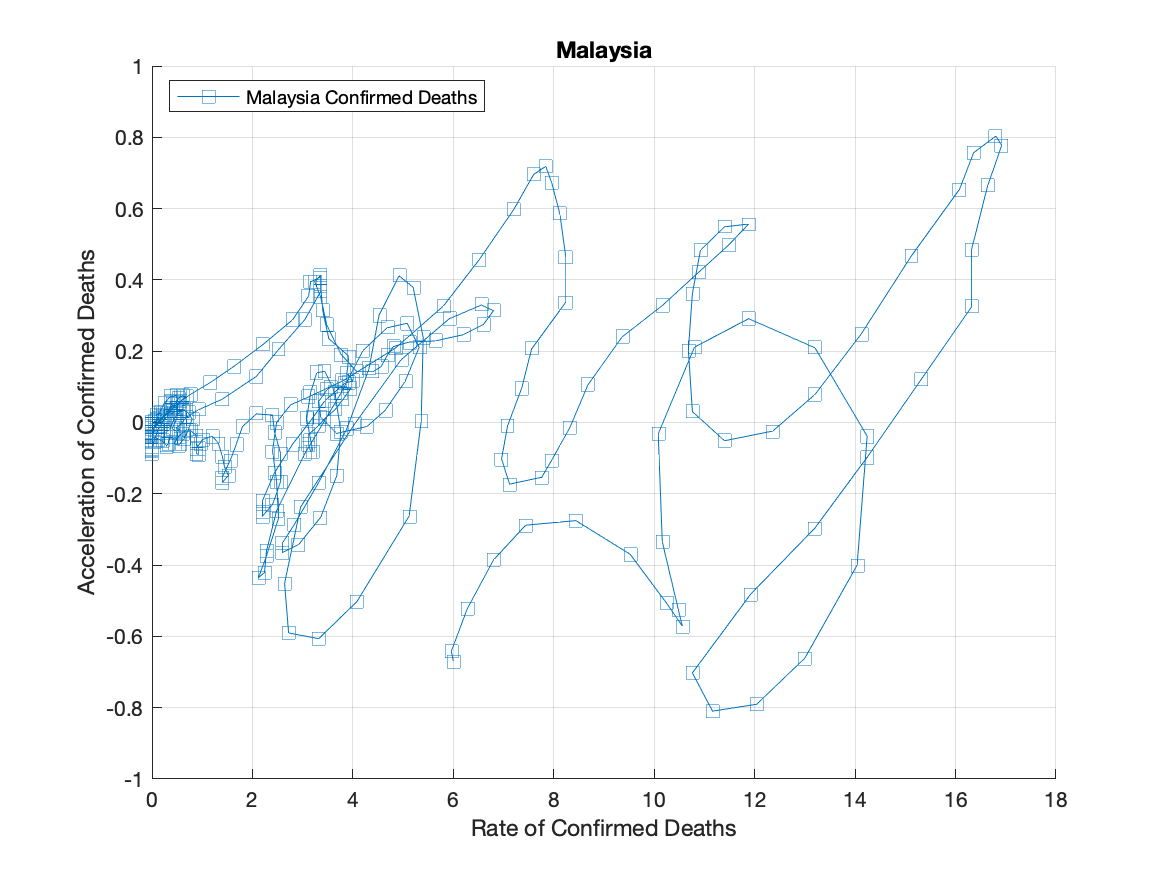 Malaysia
Malaysia Confirmed Deaths
1
0.8
0.6
0.4
0.2
0
-0.2
-0.4
-0.6
-0.8
-1
Acceleration of Confirmed Deaths
0 2 4 6 8 10 12 14 16 18
Rate of Confirmed Deaths